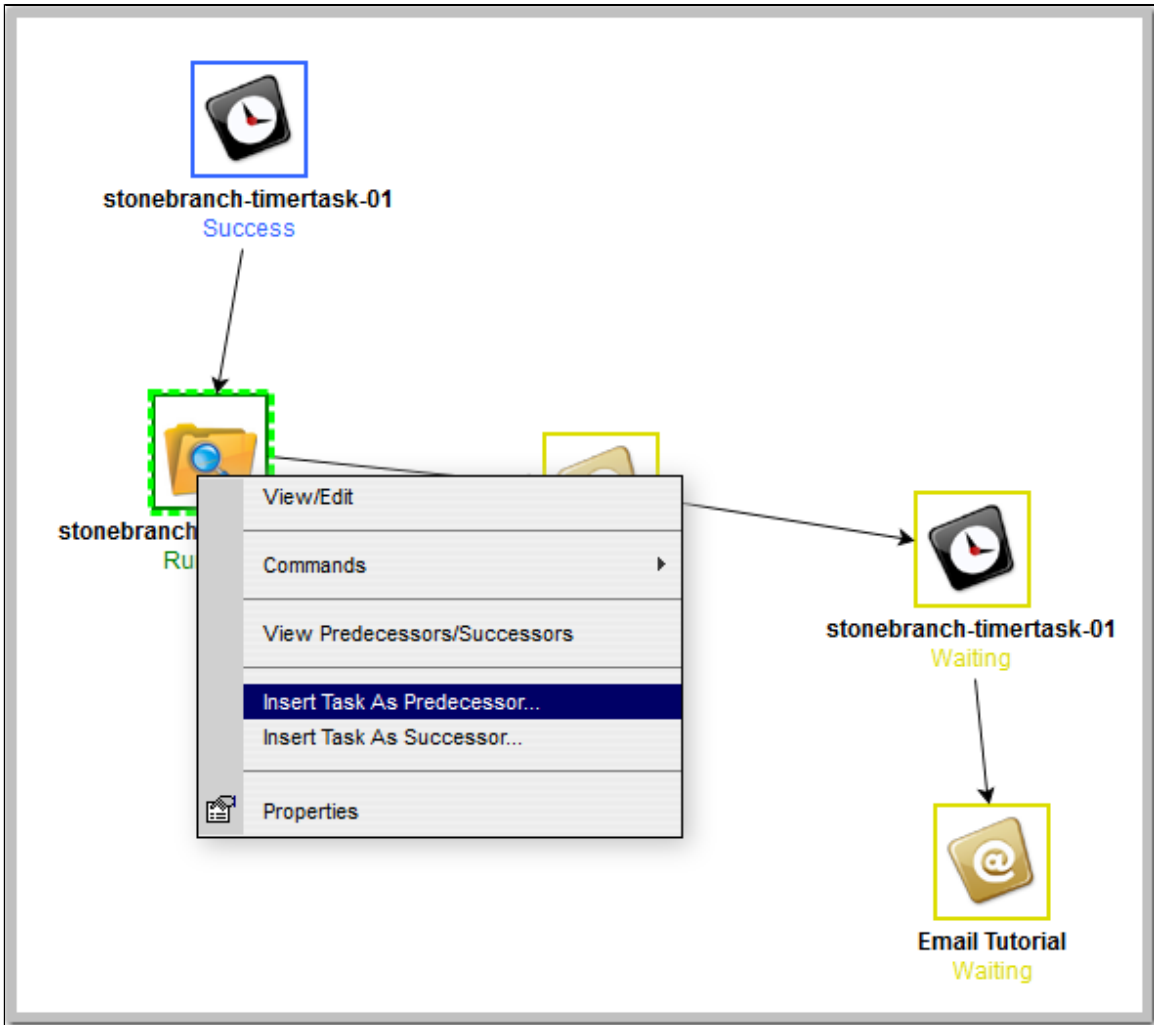 stonebranch-timertask-01
Success
stonebranch
Ru
View/Edit
Commands
View Predecessors/Successors
Insert Task As Predecessor...
Insert Task As Successor...
Properties
stonebranch-timertask-01
Waiting
@
Email Tutorial
Waiting